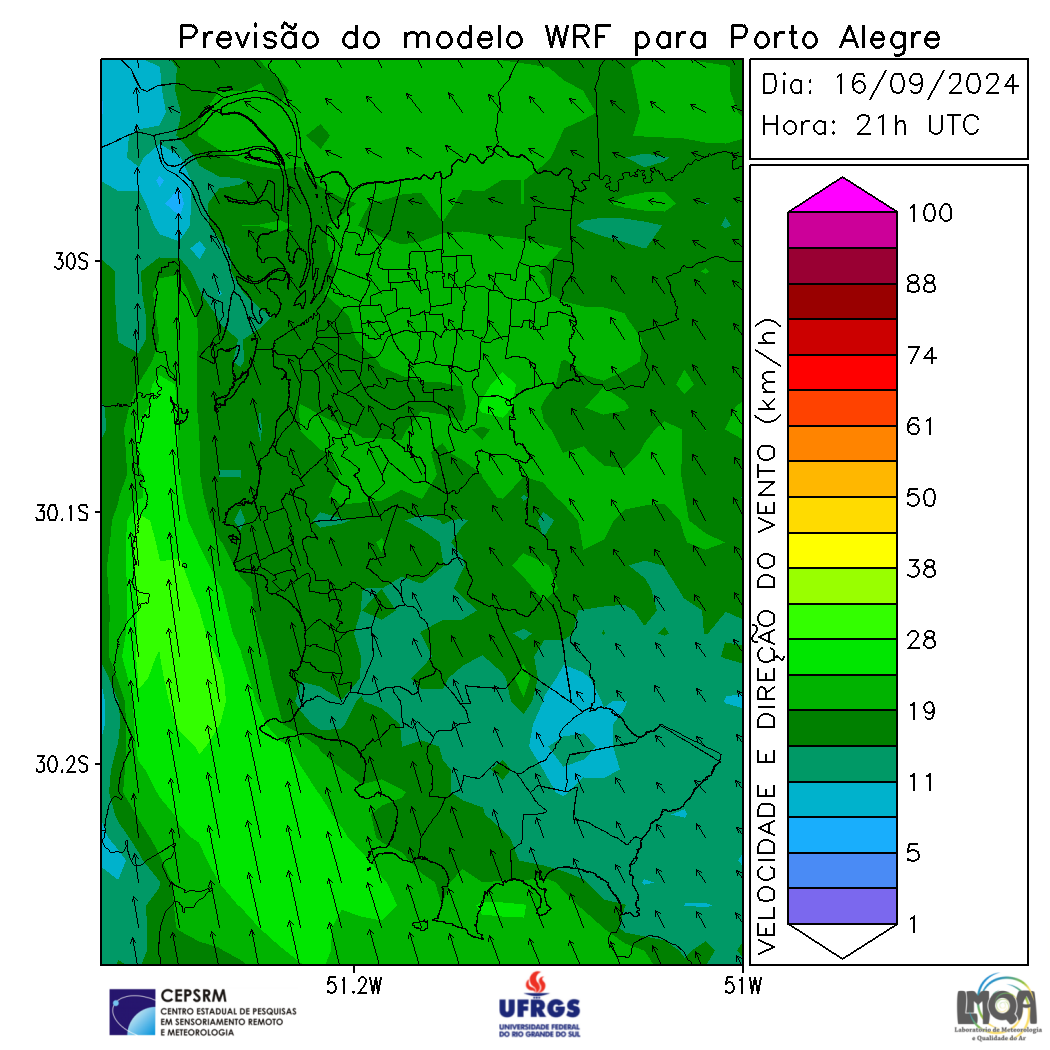 Previsão do modelo WRF para Porto Alegre
Dia: 16/09/2024
Hora: 21h UTC
30S
30.1S
30.2S
51.2W
51W
VELOCIDADE E DIREÇÃO DO VENTO (km/h)
100
88
74
61
50
38
28
19
11
5
1
CEPSRM
CENTRO ESTADUAL DE PESQUISAS
EM SENSORIAMENTO REMOTO
E METEOROLOGIA
UFRGS
UNIVERSIDADE FEDERAL
DO RIO GRANDE DO SUL
LMQA
Laboratório de Meteorologia
e Qualidade do Ar